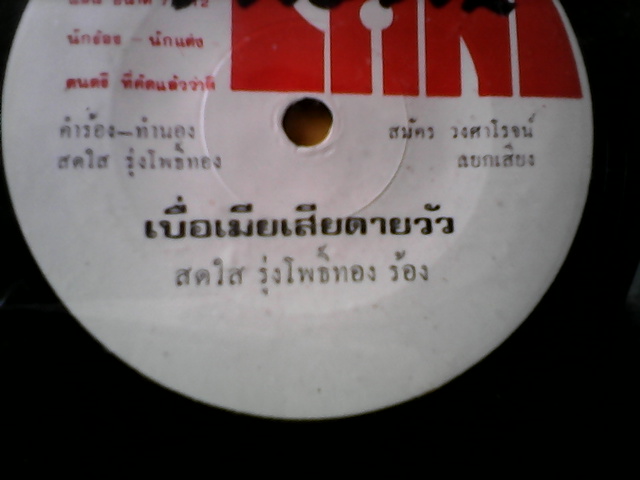 นักร้อง - นักแต่ง
ดนตรี ที่คัดแล้วว่าดี
คำร้อง-ทำนอง
สดใส รุ่งโพธิ์ทอง
สมัคร วงศาโรจน์
แยกเสียง
เบื่อเมียเสียดายวัว
สดใส รุ่งโพธิ์ทอง ร้อง